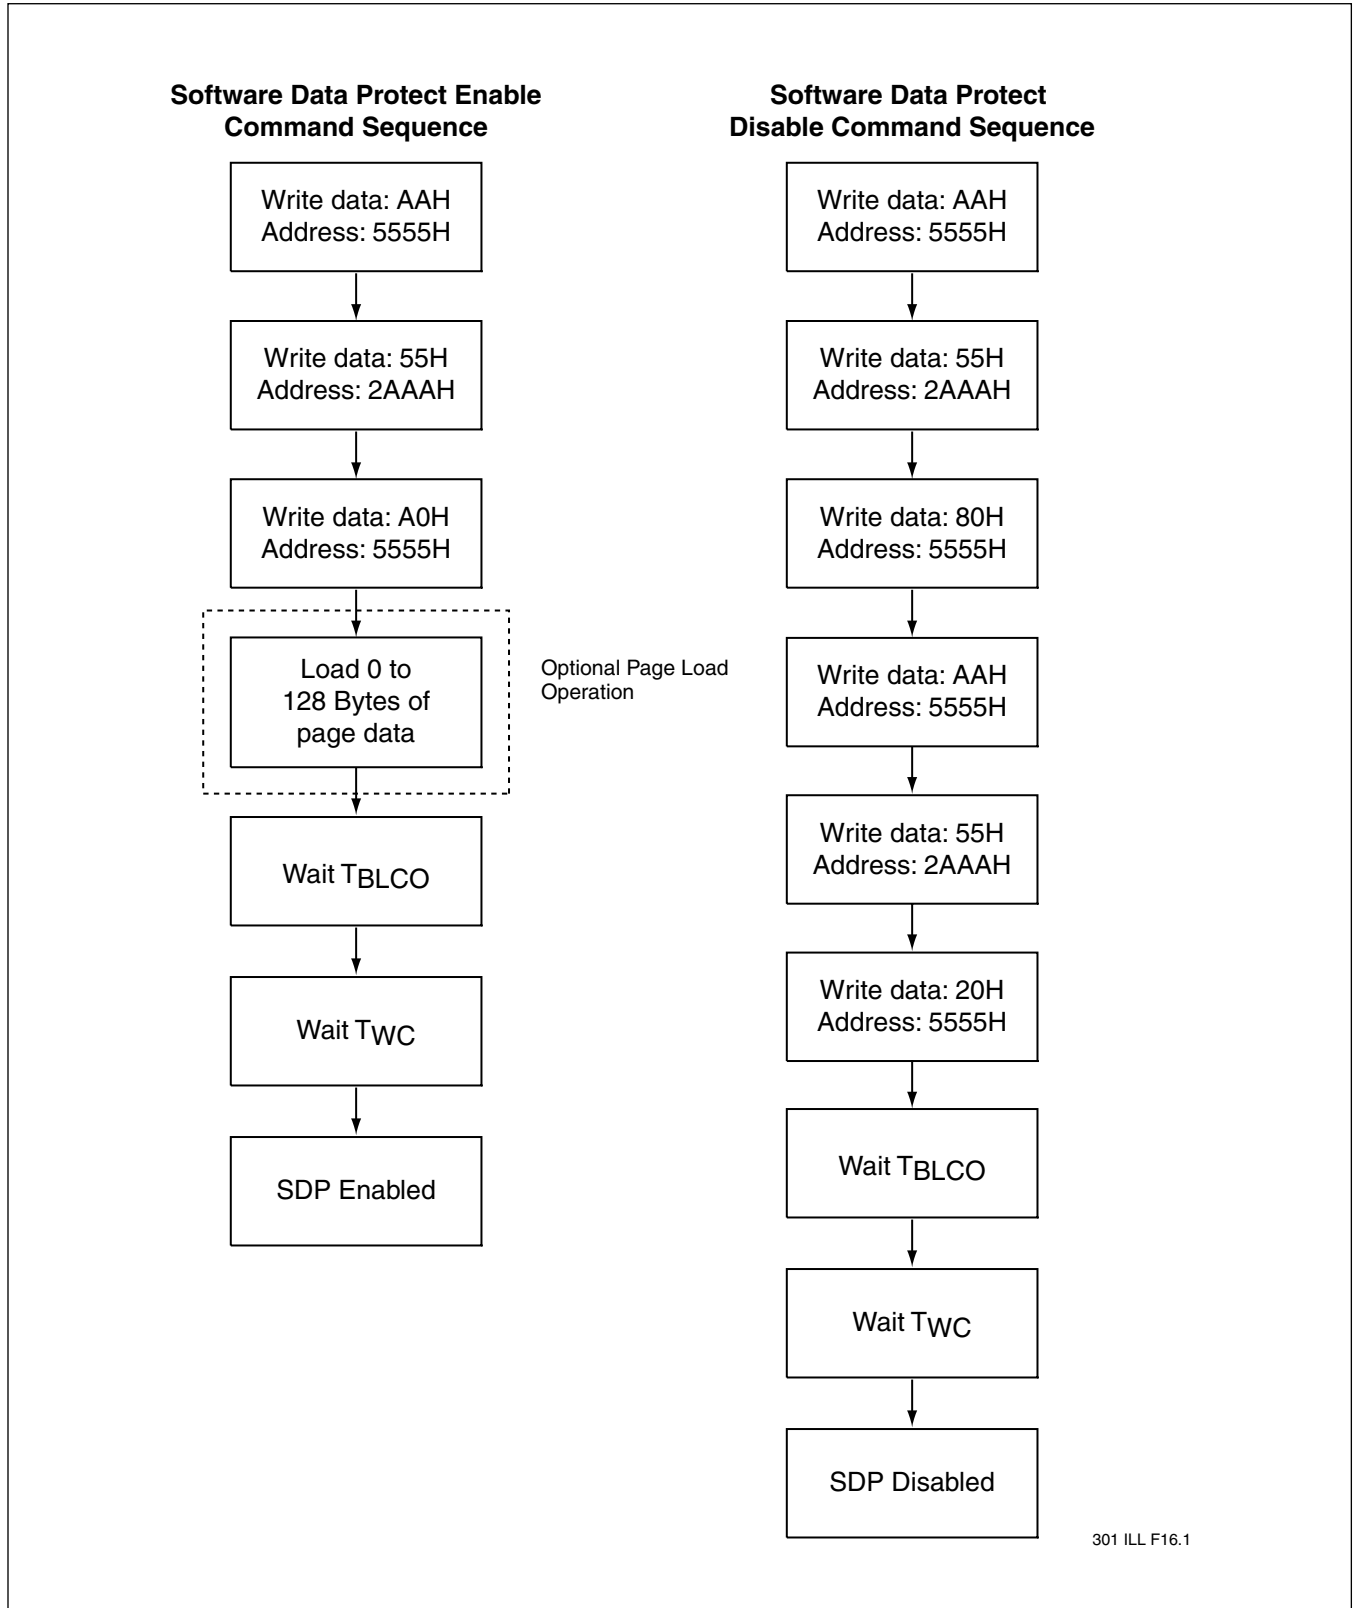 Software Data Protect Enable
Command Sequence
Write data: AAH
Address: 5555H
Write data: 55H
Address: 2AAAH
Write data: A0H
Address: 5555H
Load 0 to
128 Bytes of
page data
Optional Page Load
Operation
Wait TBLCO
Wait TWC
SDP Enabled
Software Data Protect
Disable Command Sequence
Write data: AAH
Address: 5555H
Write data: 55H
Address: 2AAAH
Write data: 80H
Address: 5555H
Write data: AAH
Address: 5555H
Write data: 55H
Address: 2AAAH
Write data: 20H
Address: 5555H
Wait TBLCO
Wait TWC
SDP Disabled
301 ILL F16.1